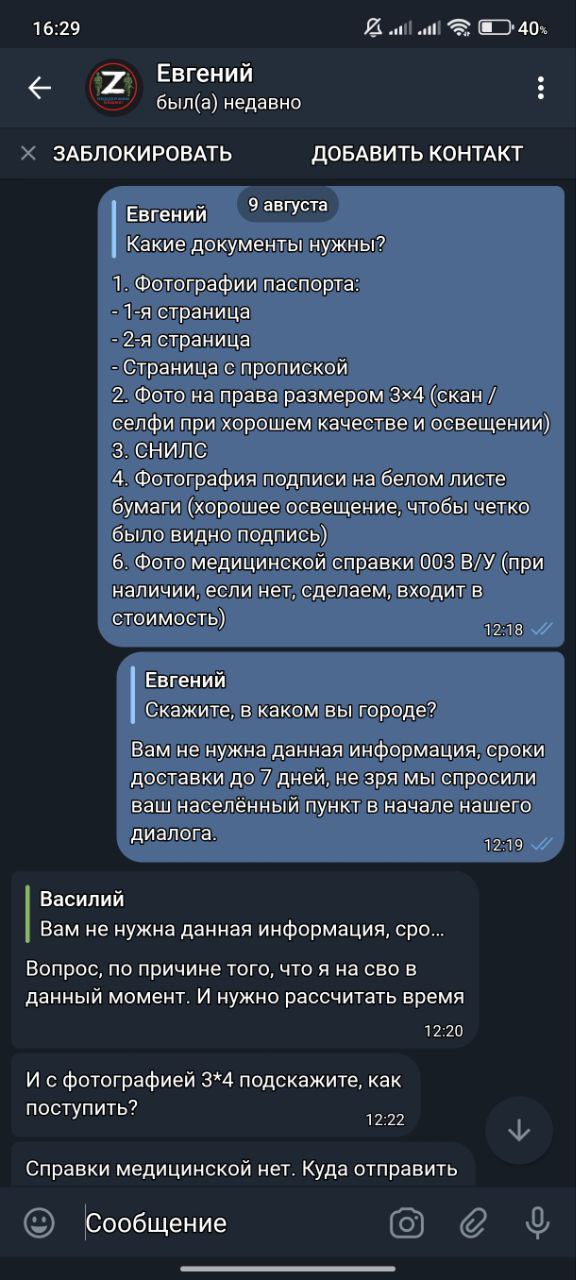 16:29
40%
Z
Евгений
был(а) недавно
ЗАБЛОКИРОВАТЬ
ДОБАВИТЬ КОНТАКТ
9 августа
Евгений
Какие документы нужны?
1. Фотографии паспорта:
- 1-я страница
- 2-я страница
- Страница с пропиской
2. Фото на права размером 3×4 (скан /
селфи при хорошем качестве и освещении)
3. СНИЛС
4. Фотография подписи на белом листе
бумаги (хорошее освещение, чтобы четко
было видно подпись)
6. Фото медицинской справки 003 В/У (при
наличии, если нет, сделаем, входит в
стоимость)
12:18
Евгений
Скажите, в каком вы городе?
Вам не нужна данная информация, сроки
доставки до 7 дней, не зря мы спросили
ваш населённый пункт в начале нашего
диалога.
12:19
Василий
Вам не нужна данная информация, сро...
Вопрос, по причине того, что я на сво в
данный момент. И нужно рассчитать время
12:20
И с фотографией 3*4 подскажите, как
поступить?
12:22
Справки медицинской нет. Куда отправить
Сообщение